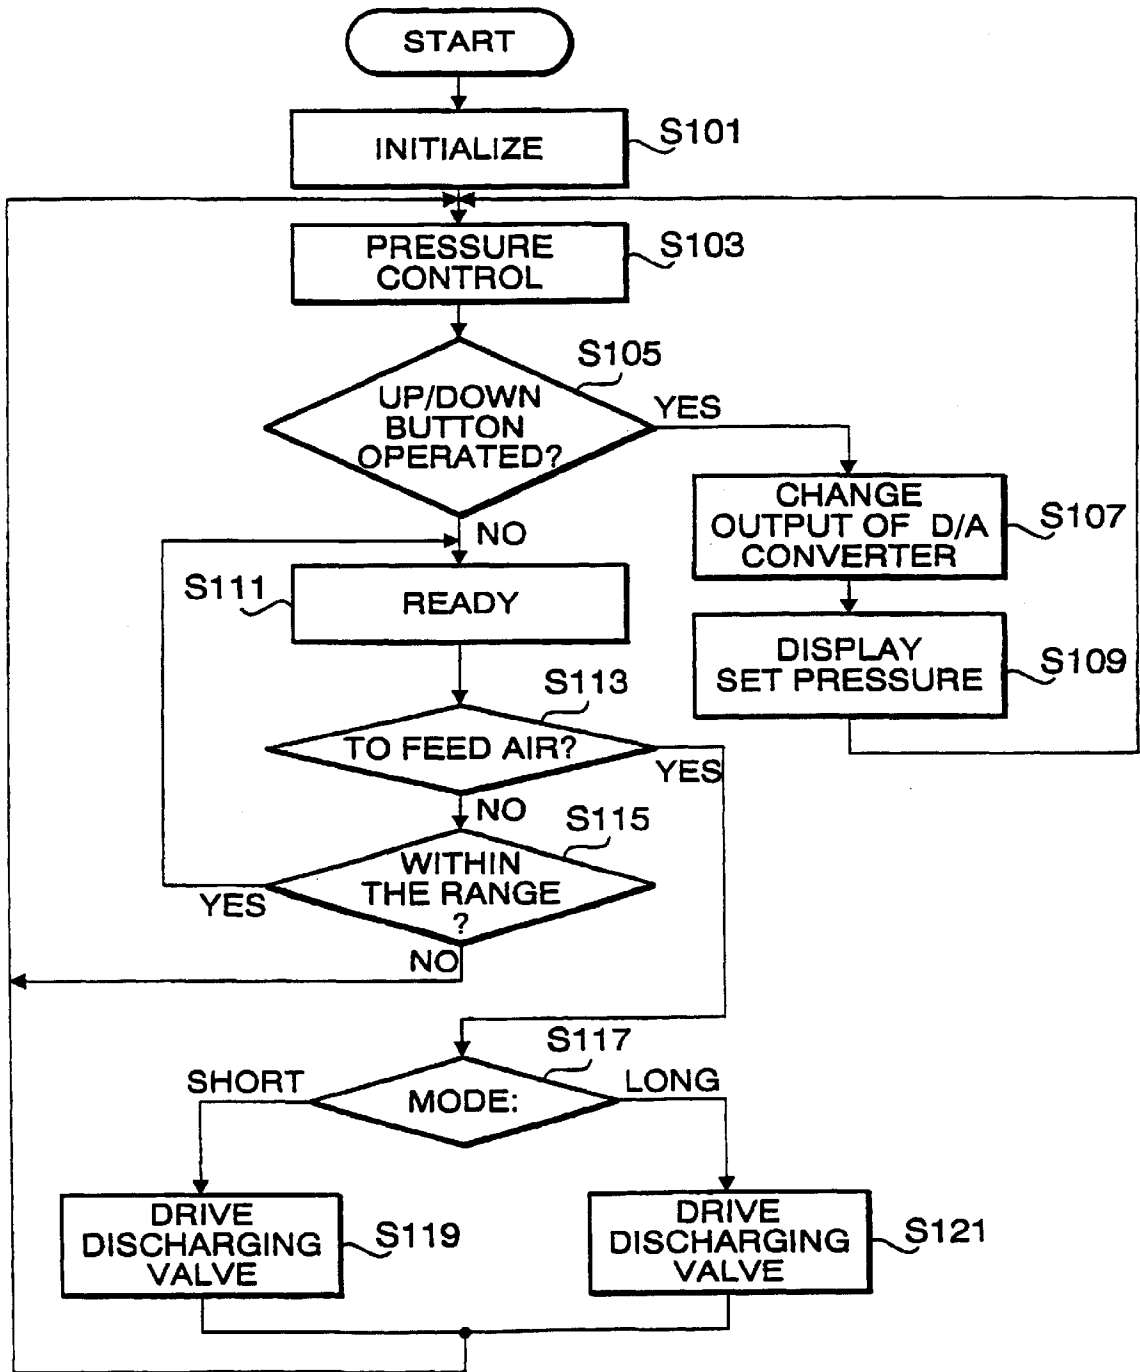 START
INITIALIZE
S101
PRESSURE
CONTROL
S103
S105
UP/DOWN
BUTTON
OPERATED?
YES
NO
CHANGE
OUTPUT OF D/A
CONVERTER
S107
S111
READY
DISPLAY
SET PRESSURE
S109
S113
TO FEED AIR?
YES
NO
S115
WITHIN
THE RANGE
?
YES
NO
S117
SHORT
MODE:
LONG
DRIVE
DISCHARGING
VALVE
S119
DRIVE
DISCHARGING
VALVE
S121